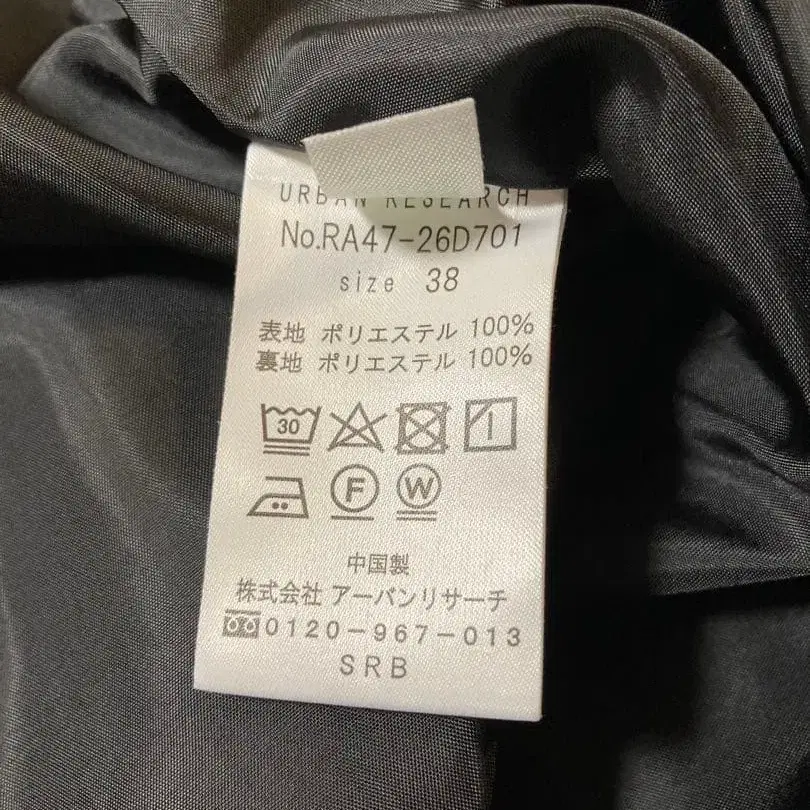 URBAN RESEARCH
No.RA47-26D701
size 38
表地 ポリエステル 100%
裏地 ポリエステル 100%
30
F W
中国製
株式会社 アーバンリサーチ
0120-967-013
SRB